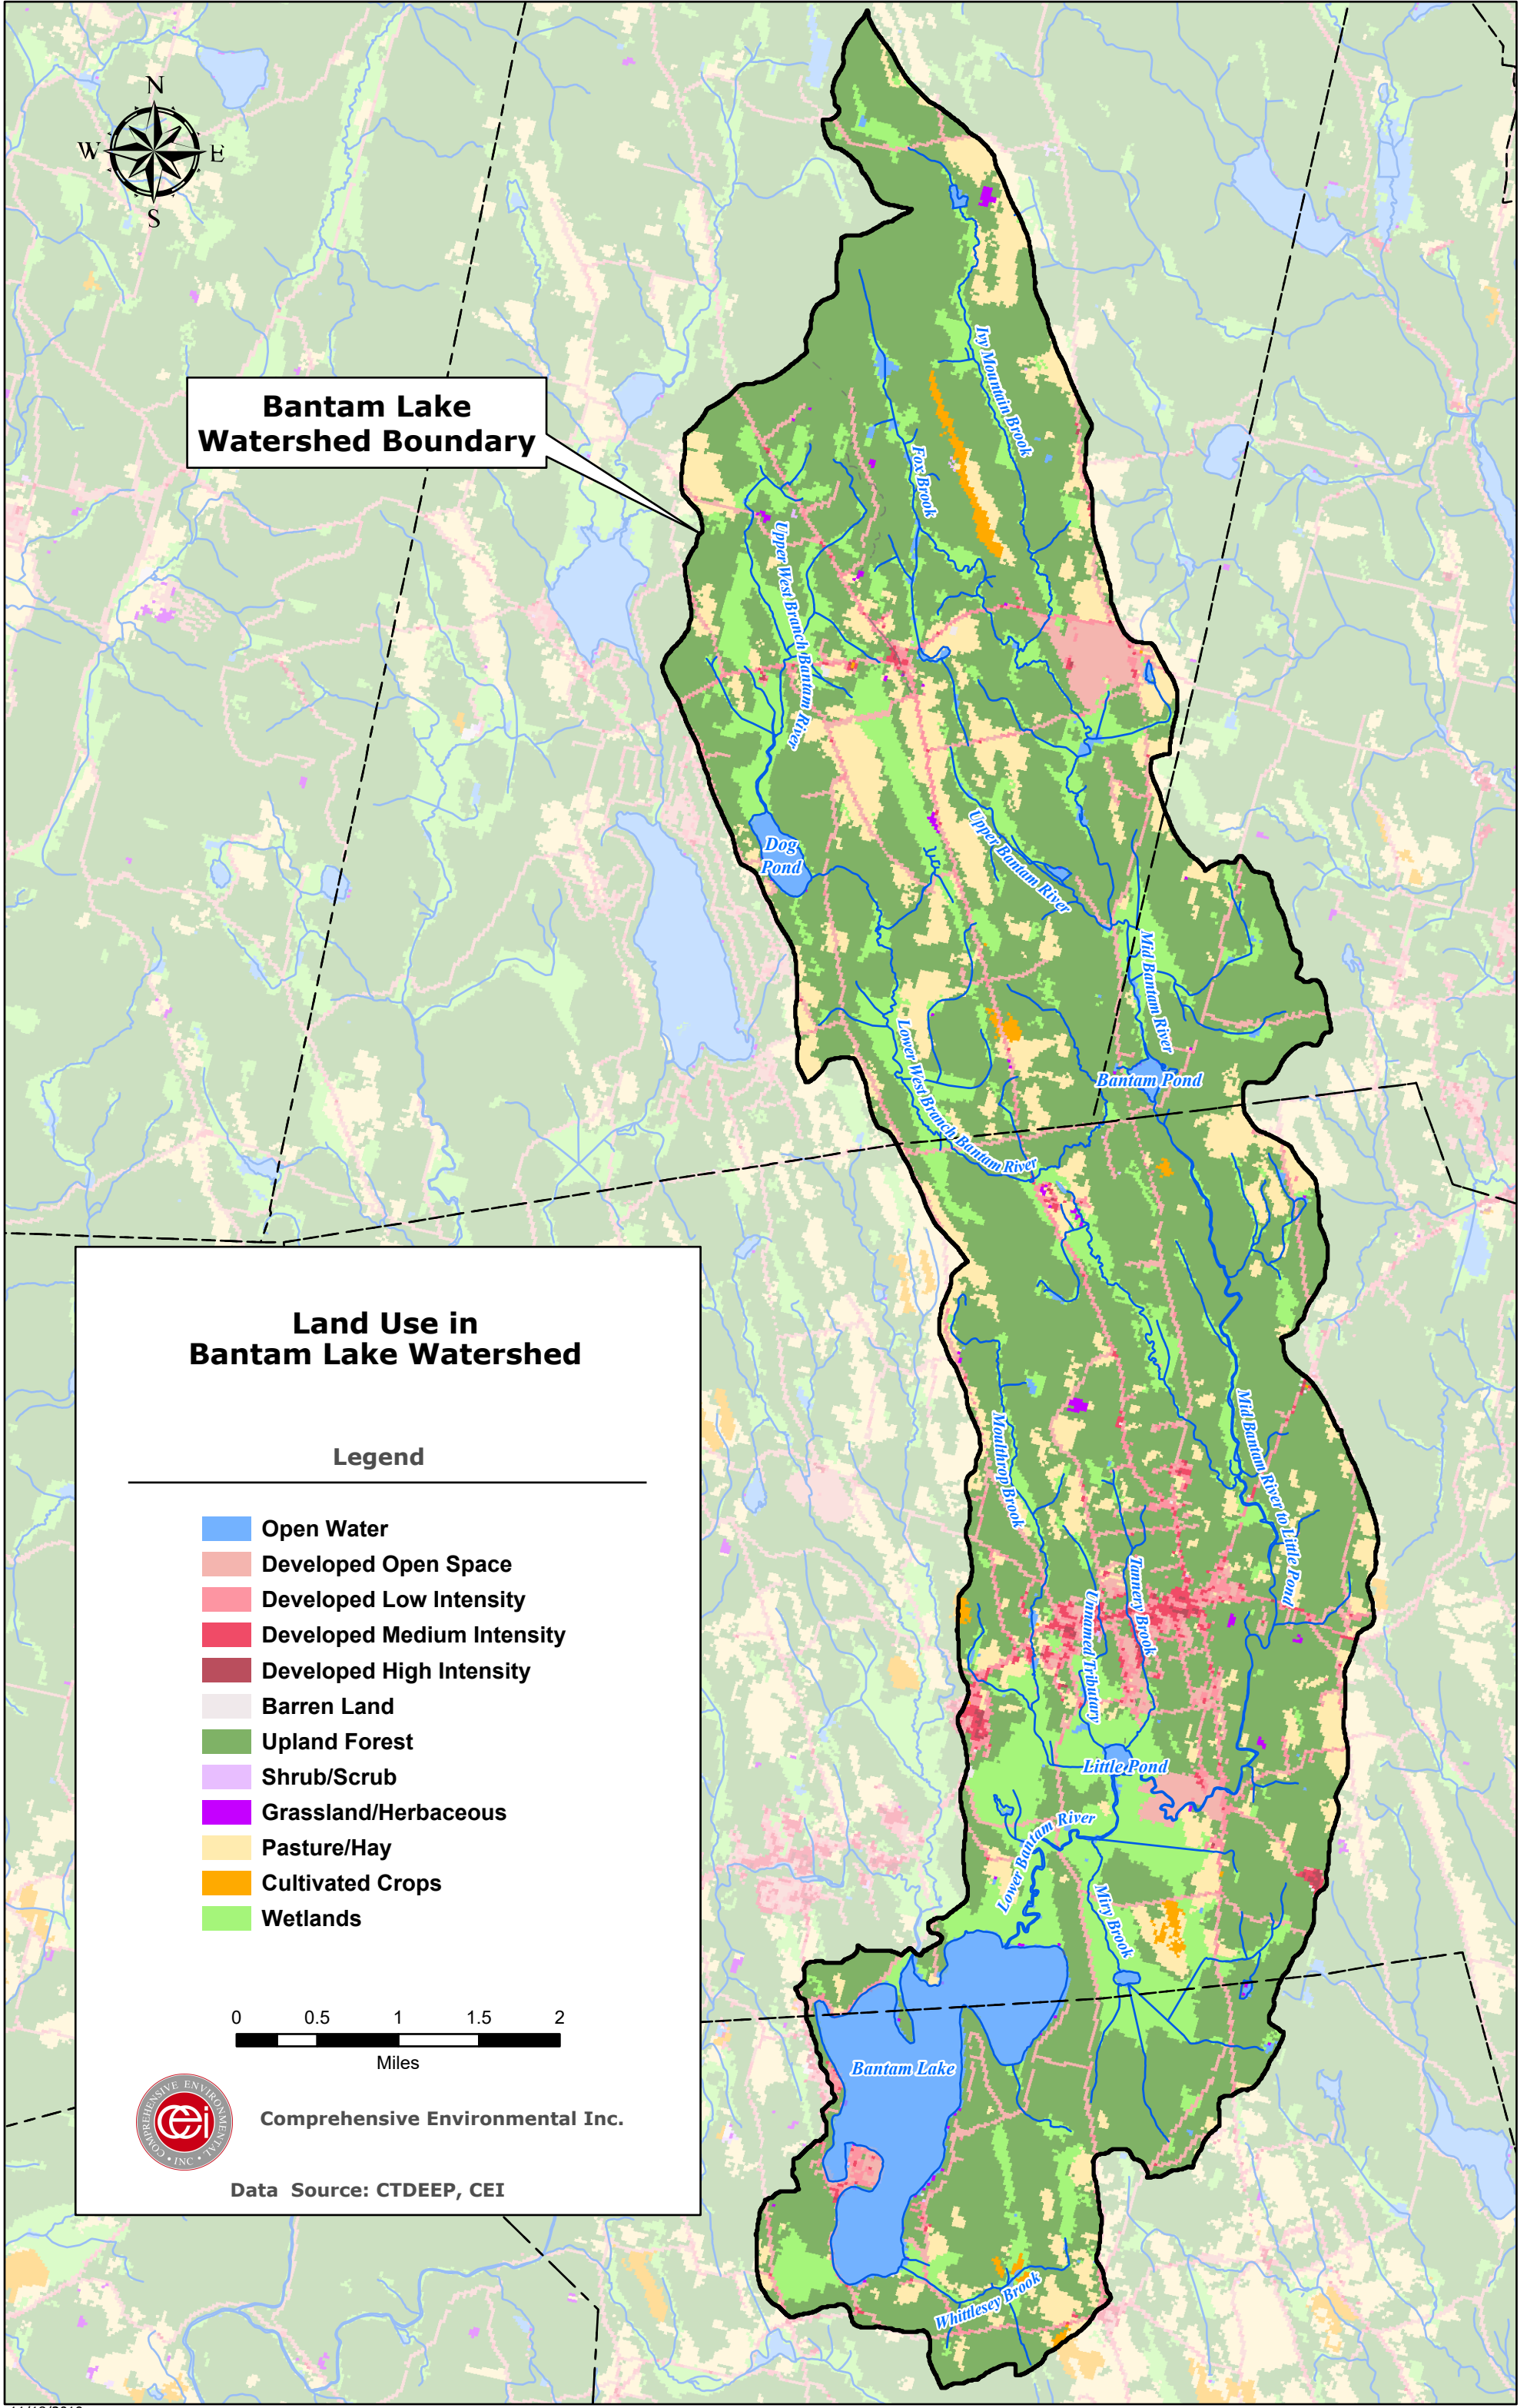 N
W E
S
Bantam Lake
Watershed Boundary
Ivy Mountain Brook
Fox Brook
Upper West Branch Bantam River
Dog
Pond
Upper Bantam River
Mid Bantam River
Lower West Branch Bantam River
Bantam Pond
Mid Bantam River to Little Pond
Moulthrop Brook
Tannery Brook
Unnamed Tributary
Little Pond
Lower Bantam River
Miry Brook
Bantam Lake
Whittlesey Brook
Land Use in
Bantam Lake Watershed
Legend
Open Water
Developed Open Space
Developed Low Intensity
Developed Medium Intensity
Developed High Intensity
Barren Land
Upland Forest
Shrub/Scrub
Grassland/Herbaceous
Pasture/Hay
Cultivated Crops
Wetlands
0 0.5 1 1.5 2
Miles
COMPREHENSIVE ENVIRONMENTAL
• INC •
cei
Comprehensive Environmental Inc.
Data Source: CTDEEP, CEI